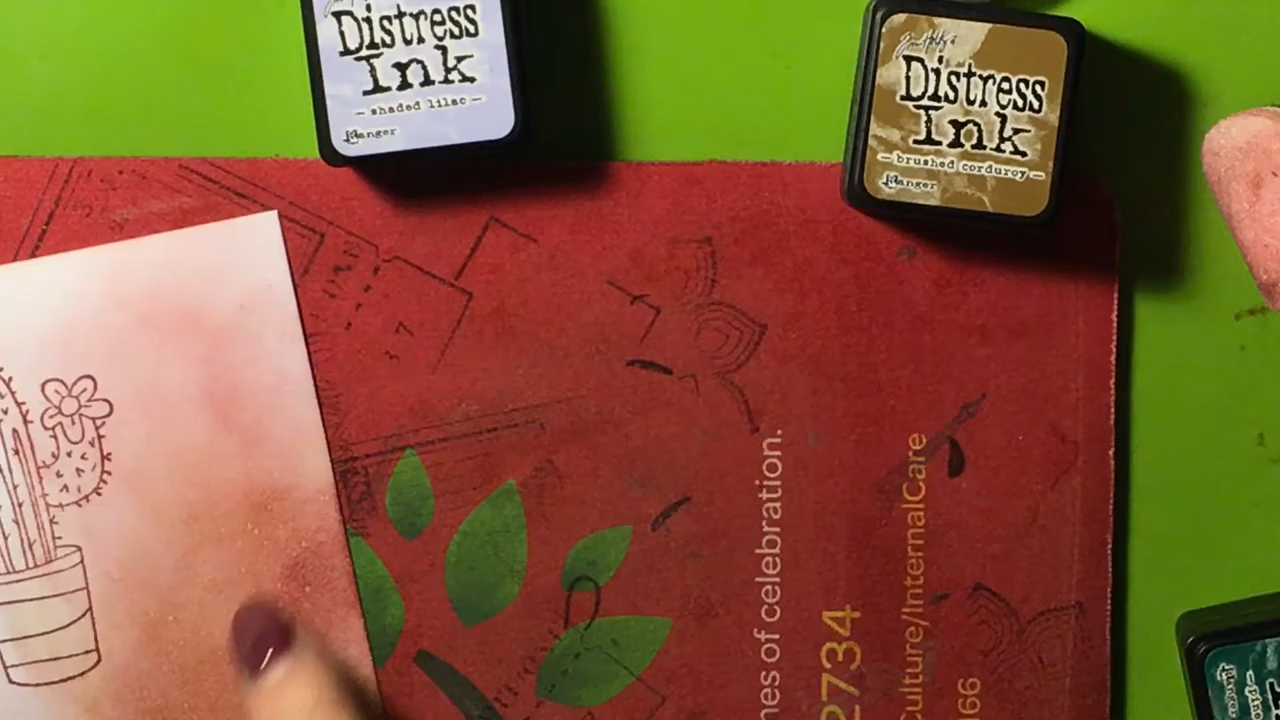 Distress
Ink
— shaded lilac —
Ranger
Tim Holtz
Distress
Ink
— brushed corduroy —
Ranger
nes of celebration.
2734
Culture/InternalCare
166